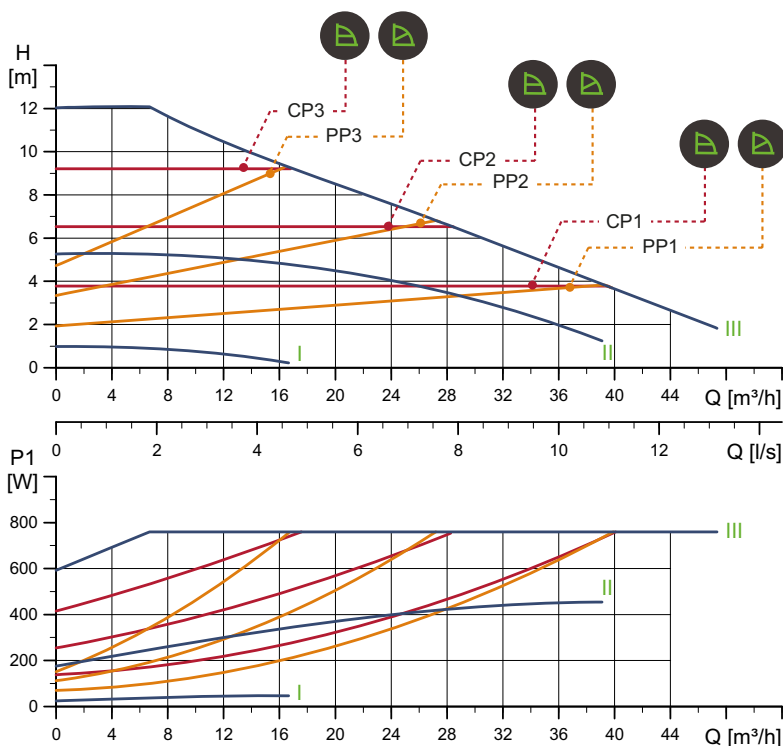 H
[m]
12
10
8
6
4
2
0
CP3
PP3
CP2
PP2
CP1
PP1
I
II
III
0 4 8 12 16 20 24 28 32 36 40 44 Q [m³/h]
0 2 4 6 8 10 12 Q [l/s]
P1
[W]
800
600
400
200
0
III
II
I
0 4 8 12 16 20 24 28 32 36 40 44 Q [m³/h]